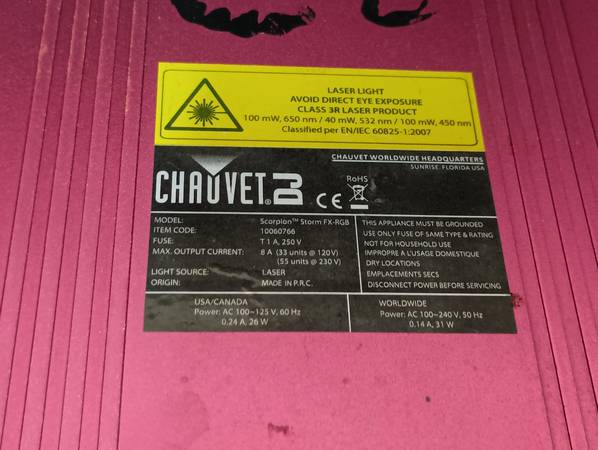 LASER LIGHT
AVOID DIRECT EYE EXPOSURE
CLASS 3R LASER PRODUCT
100 mW, 650 nm / 40 mW, 532 nm / 100 mW, 450 nm
Classified per EN/IEC 60825-1:2007
CHAUVET WORLDWIDE HEADQUARTERS
SUNRISE, FLORIDA USA
CHAUVET®
CE
RoHS
MODEL: Scorpion™ Storm FX-RGB
ITEM CODE: 10060766
FUSE: T 1 A, 250 V
MAX. OUTPUT CURRENT: 8 A (33 units @ 120V)
(55 units @ 230 V)
LIGHT SOURCE: LASER
ORIGIN: MADE IN P.R.C.
THIS APPLIANCE MUST BE GROUNDED
USE ONLY FUSE OF SAME TYPE & RATING
NOT FOR HOUSEHOLD USE
IMPROPRE A L'USAGE DOMESTIQUE
DRY LOCATIONS
EMPLACEMENTS SECS
DISCONNECT POWER BEFORE SERVICING
USA/CANADA
Power: AC 100~125 V, 60 Hz
0.24 A, 26 W
WORLDWIDE
Power: AC 100~240 V, 50 Hz
0.14 A, 31 W